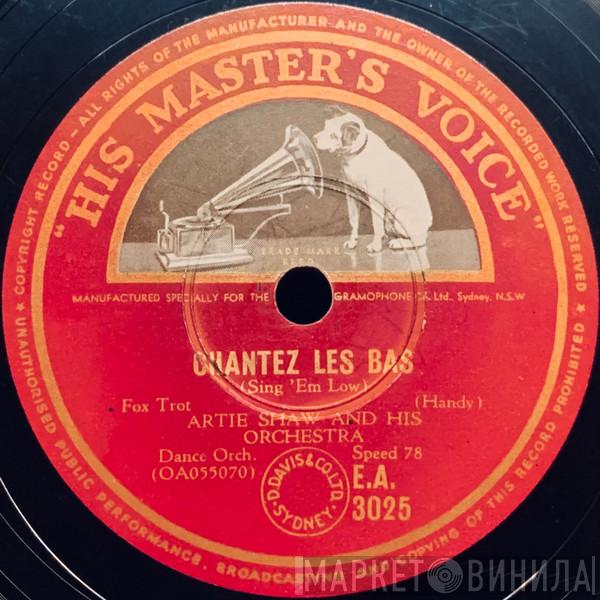 COPYRIGHT RECORD — ALL RIGHTS OF THE MANUFACTURER AND THE OWNER OF THE RECORDED WORK RESERVED
★ UNAUTHORISED PUBLIC PERFORMANCE, BROADCASTING AND COPYING OF THIS RECORD PROHIBITED ★
"HIS MASTER'S VOICE"
TRADE MARK
REGD.
MANUFACTURED SPECIALLY FOR THE GRAMOPHONE Co. Ltd., Sydney, N.S.W
CHANTEZ LES BAS
(Sing 'Em Low)
Fox Trot (Handy)
ARTIE SHAW AND HIS
ORCHESTRA
Dance Orch. Speed 78
(OA055070) E.A.
3025
D. DAVIS & CO. LTD.
SYDNEY
МАРКЕТ ВИНИЛА